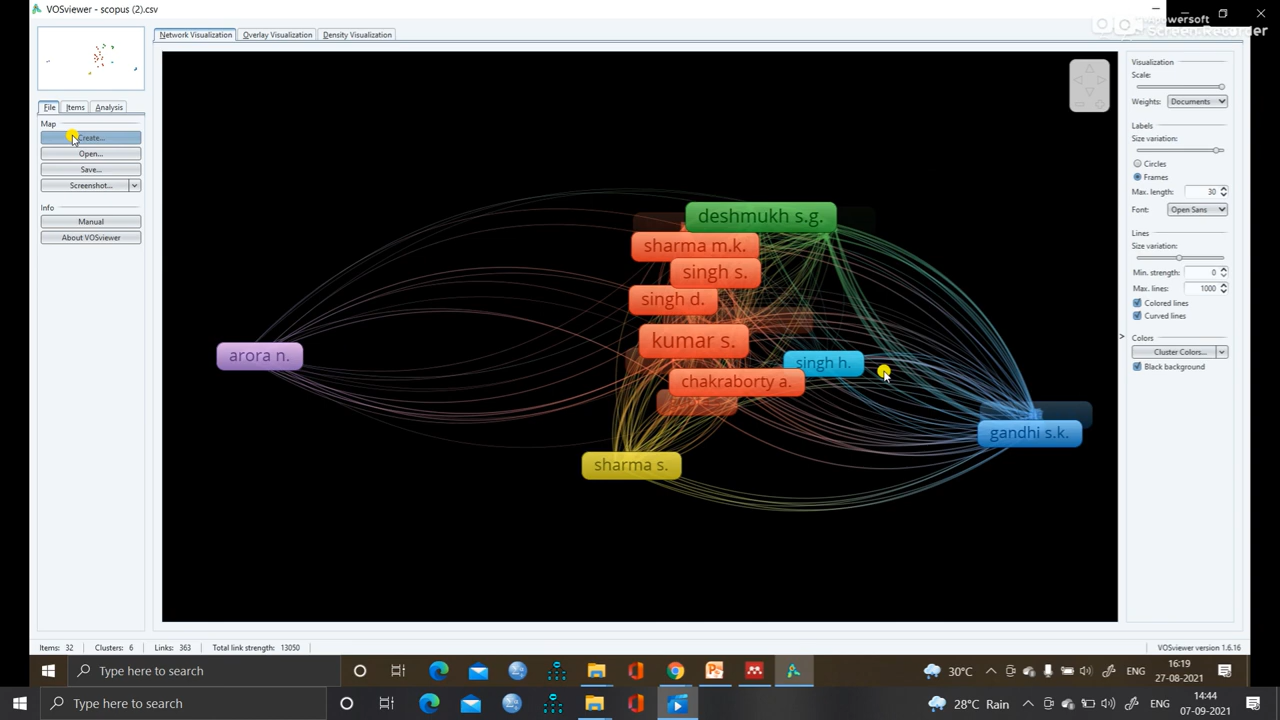 VOSviewer - scopus (2).csv
Screen Recorder
Network Visualization
Overlay Visualization
Density Visualization
File
Items
Analysis
Map
Create...
Open...
Save...
Screenshot...
Info
Manual
About VOSviewer
deshmukh s.g.
sharma m.k.
singh s.
singh d.
kumar s.
singh h.
arora n.
chakraborty a.
gandhi s.k.
sharma s.
Visualization
Scale:
Weights: Documents
Labels
Size variation:
Circles
Frames
Max. length: 30
Font: Open Sans
Lines
Size variation:
Min. strength: 0
Max. lines: 1000
Colored lines
Curved lines
>
Colors
Cluster Colors...
Black background
Items: 32 Clusters: 6 Links: 363 Total link strength: 13050
VOSviewer version 1.6.16
Type here to search
30°C
ENG
16:19
27-08-2021
Type here to search
28°C Rain
ENG
14:44
07-09-2021